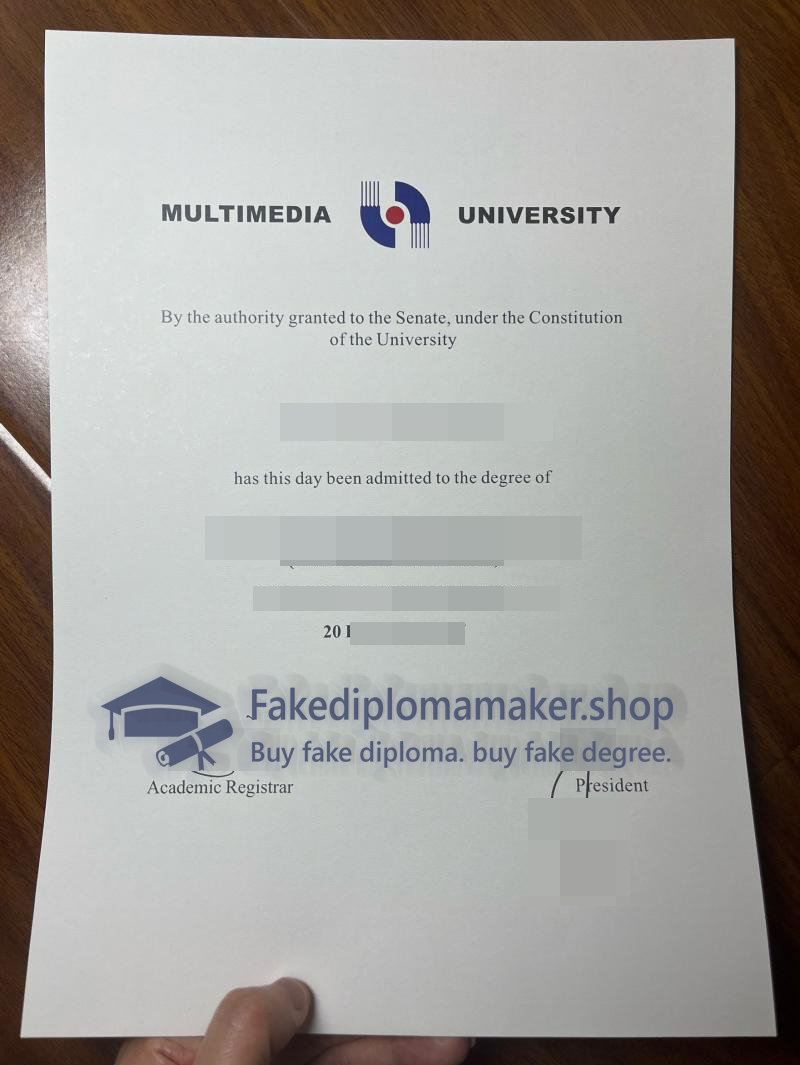 MULTIMEDIA UNIVERSITY
By the authority granted to the Senate, under the Constitution
of the University
has this day been admitted to the degree of
20
Fakediplomamaker.shop
Buy fake diploma. buy fake degree.
Academic Registrar President